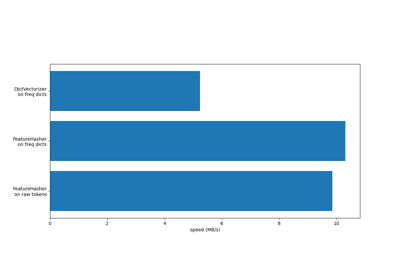 DictVectorizer
on freq dicts
FeatureHasher
on freq dicts
FeatureHasher
on raw tokens
0 2 4 6 8 10
speed (MB/s)